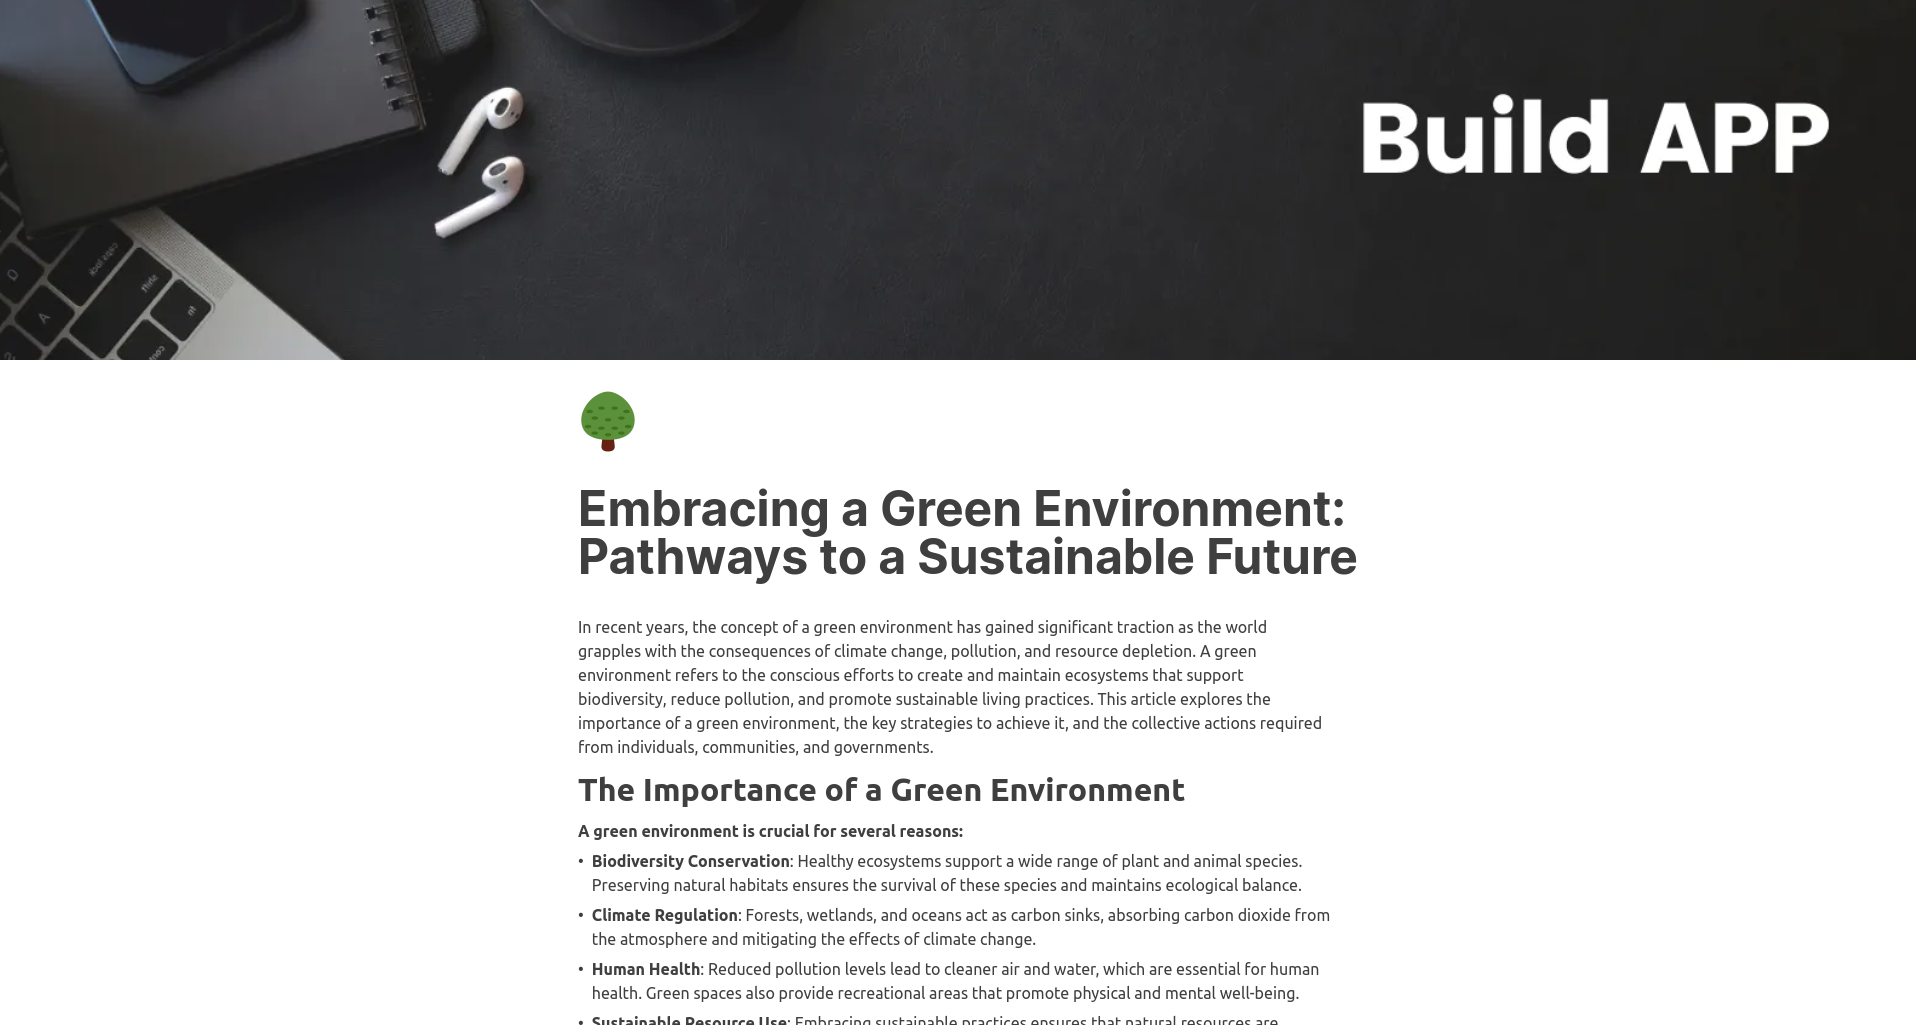 Build APP
caps lock
shift
fn
A
Embracing a Green Environment:
Pathways to a Sustainable Future
In recent years, the concept of a green environment has gained significant traction as the world
grapples with the consequences of climate change, pollution, and resource depletion. A green
environment refers to the conscious efforts to create and maintain ecosystems that support
biodiversity, reduce pollution, and promote sustainable living practices. This article explores the
importance of a green environment, the key strategies to achieve it, and the collective actions required
from individuals, communities, and governments.
The Importance of a Green Environment
A green environment is crucial for several reasons:
• Biodiversity Conservation: Healthy ecosystems support a wide range of plant and animal species.
Preserving natural habitats ensures the survival of these species and maintains ecological balance.
• Climate Regulation: Forests, wetlands, and oceans act as carbon sinks, absorbing carbon dioxide from
the atmosphere and mitigating the effects of climate change.
• Human Health: Reduced pollution levels lead to cleaner air and water, which are essential for human
health. Green spaces also provide recreational areas that promote physical and mental well-being.
• Sustainable Resource Use: Embracing sustainable practices ensures that natural resources are